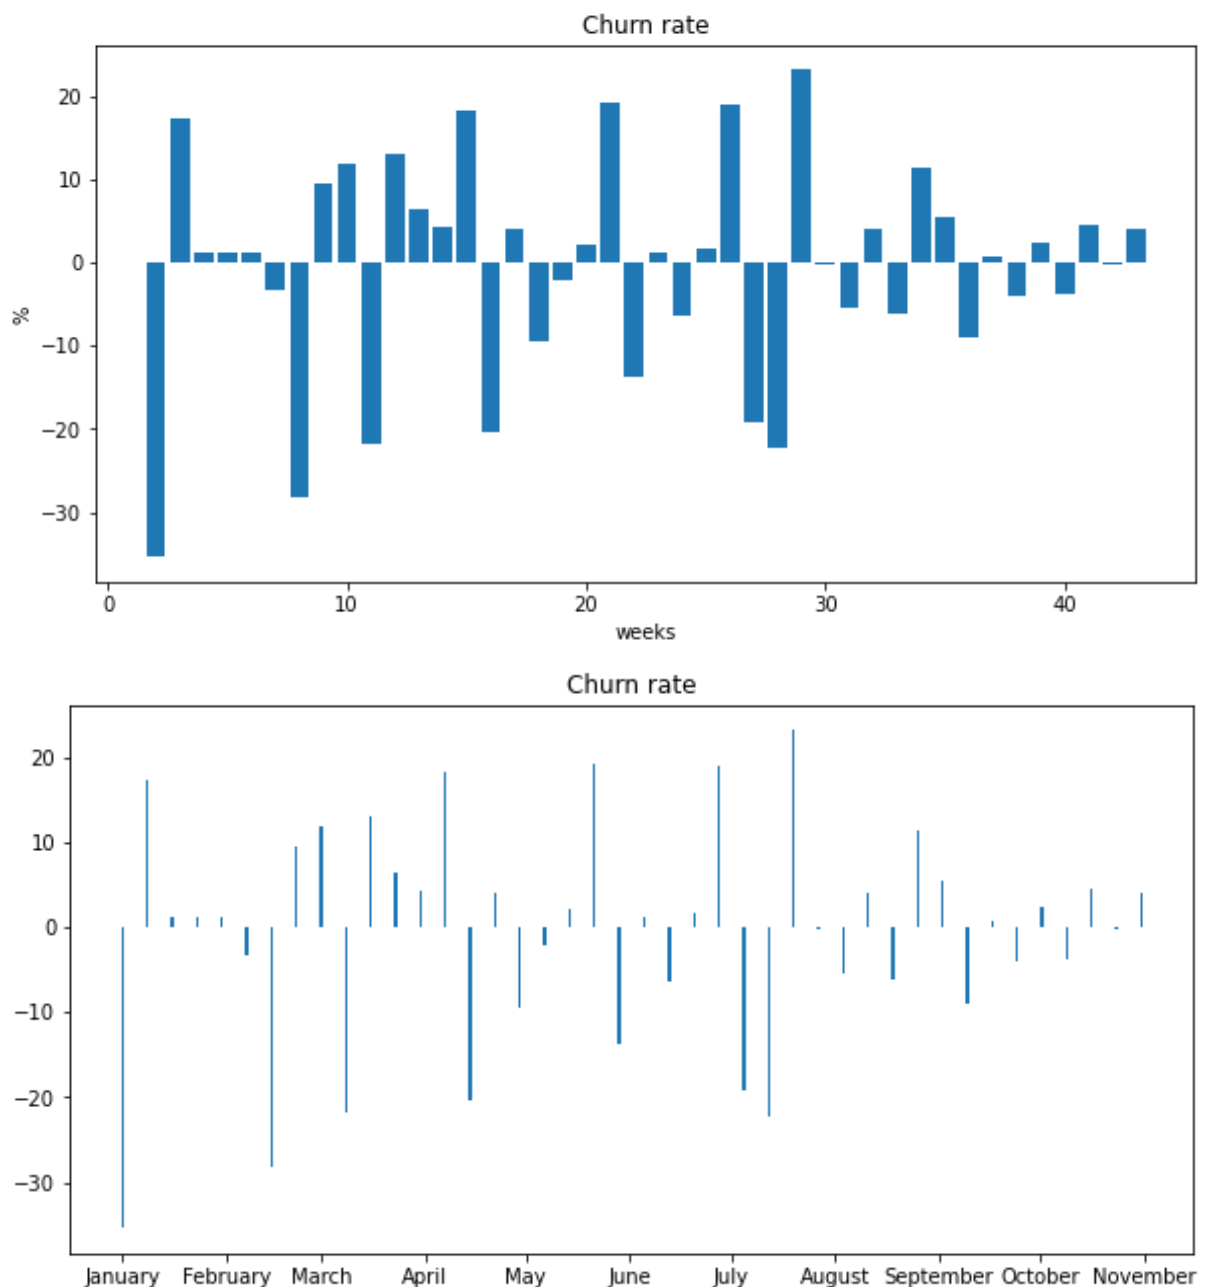 Churn rate
20
10
0
−10
−20
−30
%
0 10 20 30 40
weeks
Churn rate
20
10
0
−10
−20
−30
January February March April May June July August September October November